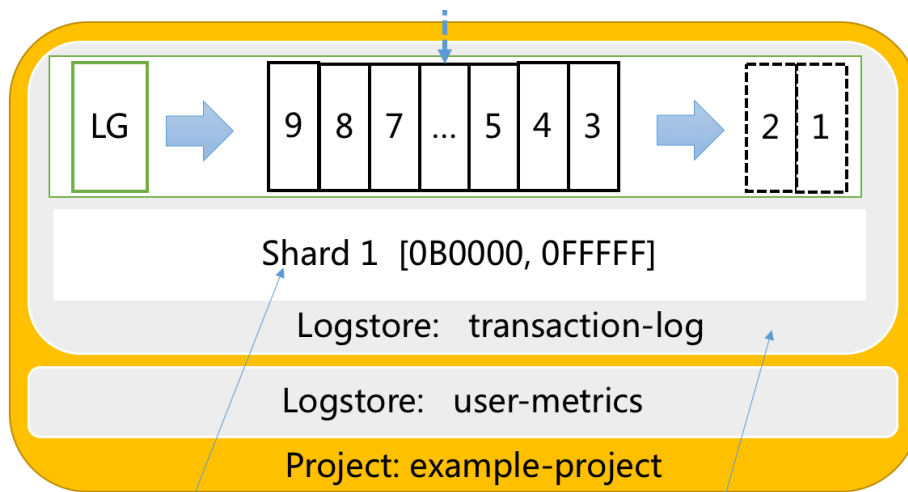 LG 9 8 7 ... 5 4 3 2 1
Shard 1 [0B0000, 0FFFFF]
Logstore: transaction-log
Logstore: user-metrics
Project: example-project